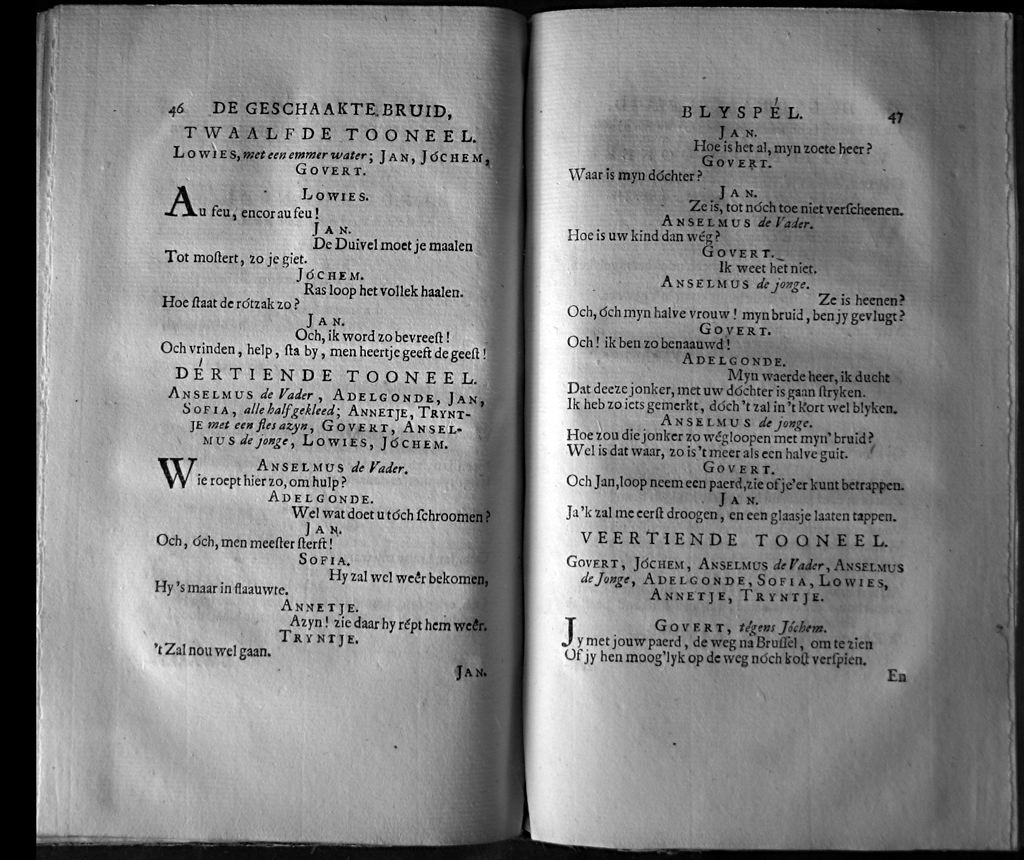 46 DE GESCHAAKTE BRUID,
TWAALFDE TOONEEL.
LOWIES, met een emmer water; JAN, JÓCHEM,
GOVERT.
LOWIES.
Au feu, encor au feu!
JAN.
De Duivel moet je maalen
Tot mostert, zo je giet.
JÓCHEM.
Ras loop het vollek haalen.
Hoe staat de rótzak zo?
JAN.
Och, ik word zo bevreest!
Och vrinden, help, sta by, men heertje geeft de geest!
DÉRTIENDE TOONEEL.
ANSELMUS de Vader, ADELGONDE, JAN,
SOFIA, alle half gekleed; ANNETJE, TRYNT-
JE met een fles azyn, GOVERT, ANSEL-
MUS de jonge, LOWIES, JÓCHEM.
ANSELMUS de Vader.
Wie roept hier zo, om hulp?
ADELGONDE.
Wel wat doet u tóch schroomen?
JAN.
Och, óch, men meester sterft!
SOFIA.
Hy zal wel weêr bekomen,
Hy 's maar in flaauwte.
ANNETJE.
Azyn! zie daar hy répt hem weêr.
TRYNTJE.
't Zal nou wel gaan.
JAN.
BLYSPÉL. 47
JAN.
Hoe is het al, myn zoete heer?
GOVERT.
Waar is myn dóchter?
JAN.
Ze is, tot nóch toe niet verscheenen.
ANSELMUS de Vader.
Hoe is uw kind dan wég?
GOVERT.
Ik weet het niet.
ANSELMUS de jonge.
Ze is heenen?
Och, óch myn halve vrouw! myn bruid, ben jy gevlugt?
GOVERT.
Och! ik ben zo benaauwd!
ADELGONDE.
Myn waerde heer, ik ducht
Dat deeze jonker, met uw dóchter is gaan stryken.
Ik heb zo iets gemerkt, dóch 't zal in 't kort wel blyken.
ANSELMUS de jonge.
Hoe zou die jonker zo wégloopen met myn' bruid?
Wel is dat waar, zo is 't meer als een halve guit.
GOVERT.
Och Jan, loop neem een paerd, zie of je'er kunt betrappen.
JAN.
Ja 'k zal me eerst droogen, en een glaasje laaten tappen.
VEERTIENDE TOONEEL.
GOVERT, JÓCHEM, ANSELMUS de Vader, ANSELMUS
de Jonge, ADELGONDE, SOFIA, LOWIES,
ANNETJE, TRYNTJE.
GOVERT, tégens Jóchem.
Jy met jouw paerd, de weg na Brussel, om te zien
Of jy hen moog'lyk op de weg nóch kost verspien.
En